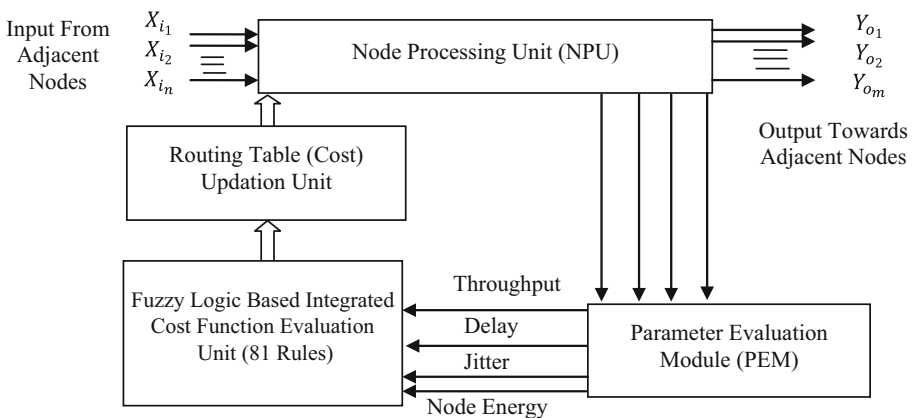 Input From
Adjacent
Nodes
X_{i_1}
X_{i_2}
X_{i_n}
Node Processing Unit (NPU)
Y_{o_1}
Y_{o_2}
Y_{o_m}
Output Towards
Adjacent Nodes
Routing Table (Cost)
Updation Unit
Fuzzy Logic Based Integrated
Cost Function Evaluation
Unit (81 Rules)
Throughput
Delay
Jitter
Node Energy
Parameter Evaluation
Module (PEM)